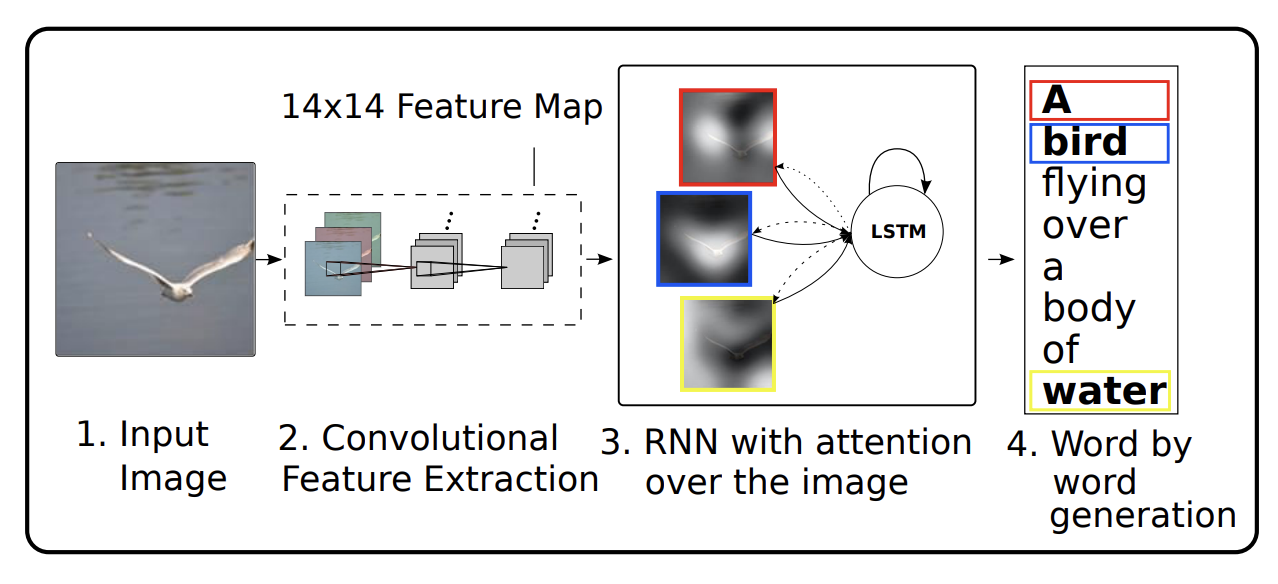 14x14 Feature Map
LSTM
A
bird
flying
over
a
body
of
water
1. Input
Image
2. Convolutional
Feature Extraction
3. RNN with attention
over the image
4. Word by
word
generation